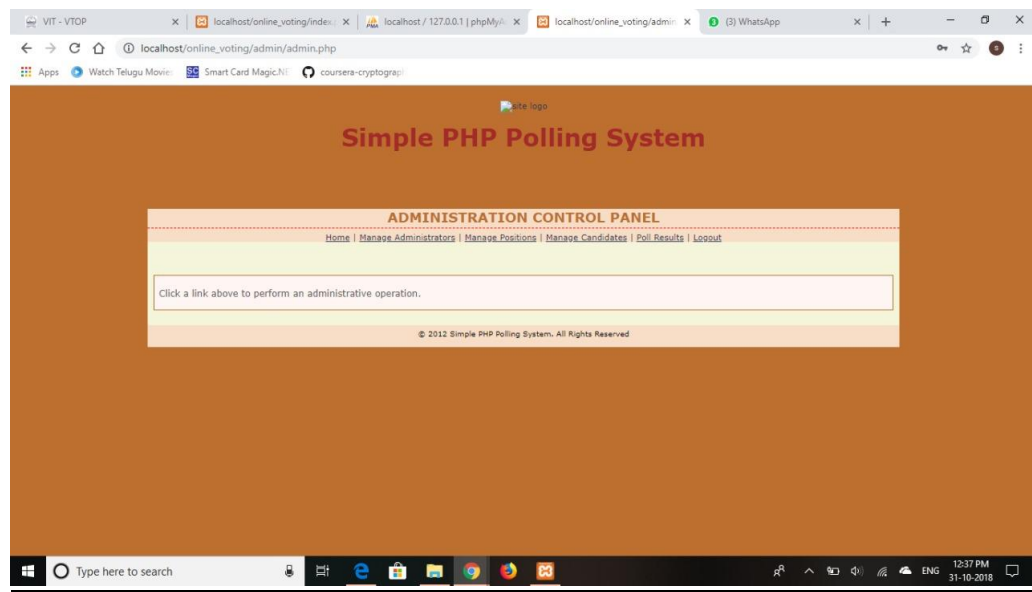 VIT - VTOP
localhost/online_voting/index.
localhost / 127.0.0.1 | phpMyA
localhost/online_voting/admin
(3) WhatsApp
localhost/online_voting/admin/admin.php
Apps
Watch Telugu Movie
SC
Smart Card Magic.NE
coursera-cryptograp
site logo
Simple PHP Polling System
ADMINISTRATION CONTROL PANEL
Home | Manage Administrators | Manage Positions | Manage Candidates | Poll Results | Logout
Click a link above to perform an administrative operation.
© 2012 Simple PHP Polling System. All Rights Reserved
Type here to search
ENG
12:37 PM
31-10-2018